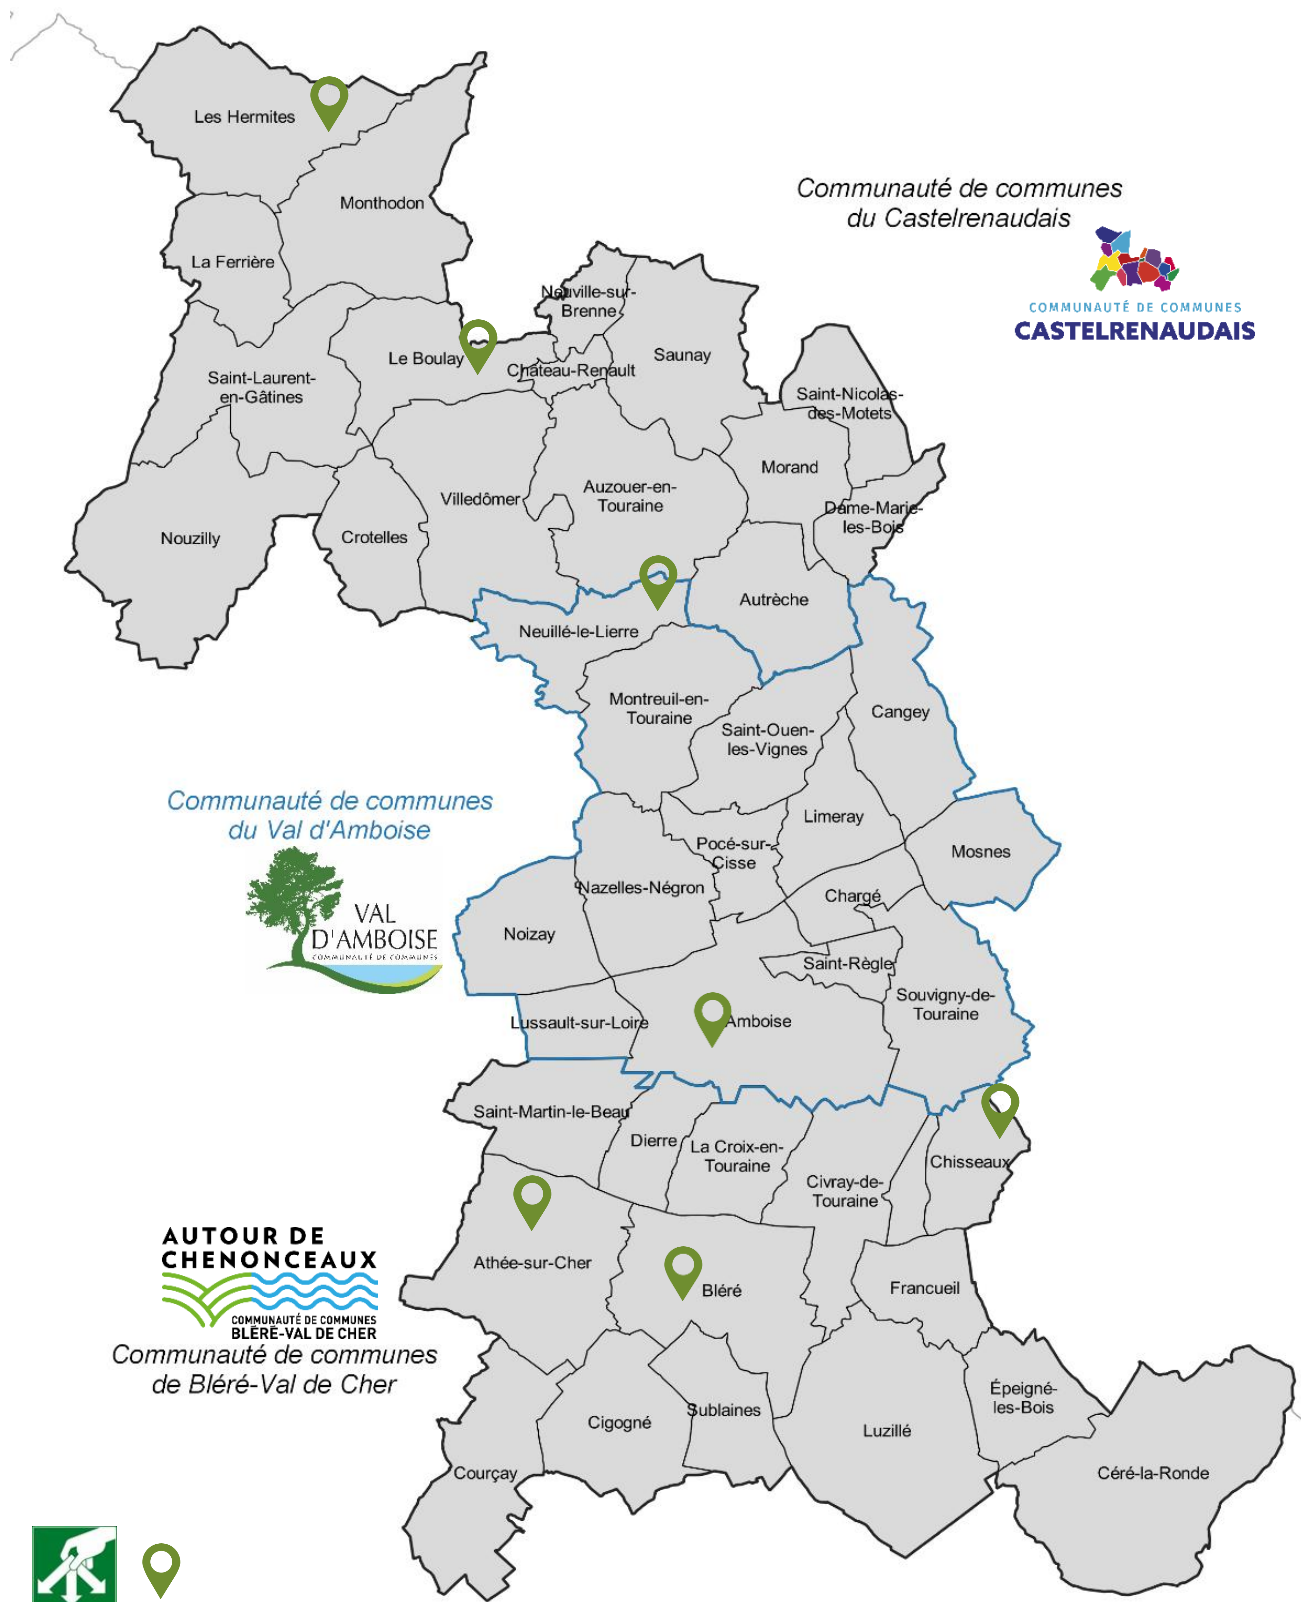 Les Hermites
Monthodon
Communauté de communes
du Castelrenaudais
COMMUNAUTÉ DE COMMUNES
CASTELRENAUDAIS
La Ferrière
Neuville-sur-
Brenne
Le Boulay
Château-Renault
Saunay
Saint-Laurent-
en-Gâtines
Saint-Nicolas-
des-Motets
Morand
Villedômer
Auzouer-en-
Touraine
Dame-Marie-
les-Bois
Nouzilly
Crotelles
Autrèche
Neuillé-le-Lierre
Montreuil-en-
Touraine
Cangey
Saint-Ouen-
les-Vignes
Communauté de communes
du Val d'Amboise
Limeray
Pocé-sur-
Cisse
Mosnes
Nazelles-Négron
Chargé
VAL
D'AMBOISE
COMMUNAUTÉ DE COMMUNES
Noizay
Saint-Règle
Souvigny-de-
Touraine
Lussault-sur-Loire
Amboise
Saint-Martin-le-Beau
Dierre
La Croix-en-
Touraine
Chisseaux
Civray-de-
Touraine
AUTOUR DE
CHENONCEAUX
COMMUNAUTÉ DE COMMUNES
BLÉRÉ-VAL DE CHER
Communauté de communes
de Bléré-Val de Cher
Athée-sur-Cher
Bléré
Francueil
Épeigné-
les-Bois
Cigogné
Sublaines
Luzillé
Courçay
Céré-la-Ronde